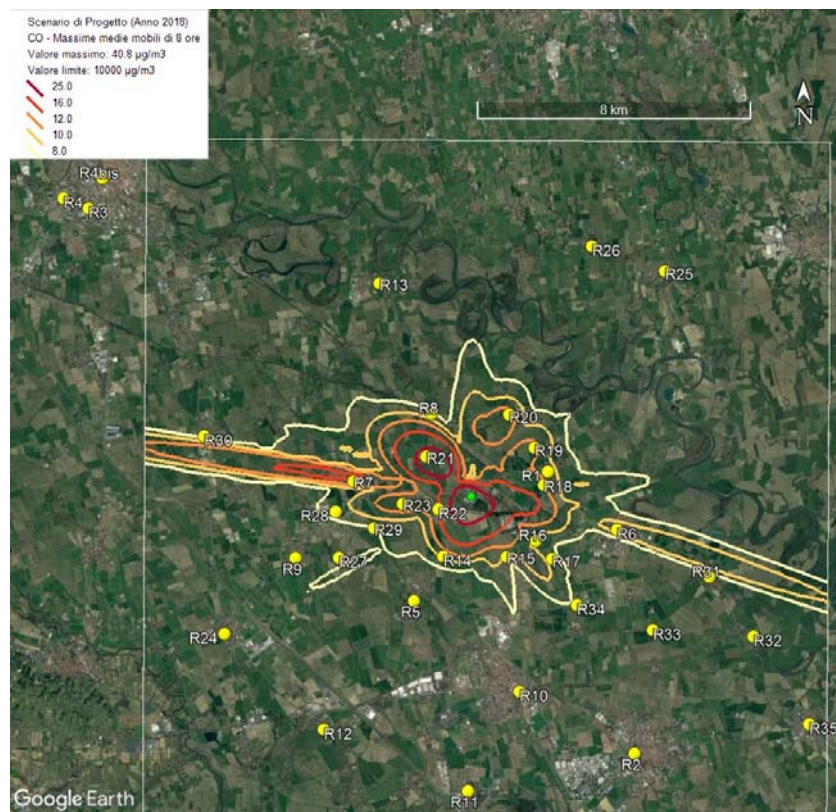 Scenario di Progetto (Anno 2018)
CO - Massime medie mobili di 8 ore
Valore massimo: 40.8 µg/m3
Valore limite: 10000 µg/m3
25.0
16.0
12.0
10.0
8.0
8 km
N
R4bis
R4
R3
R26
R25
R13
R8
R20
R30
R19
R21
R1
R18
R7
R23
R22
R28
R29
R6
R16
R9
R27
R14
R15
R17
R31
R5
R34
R24
R33
R32
R10
R12
R35
R2
R11
Google Earth